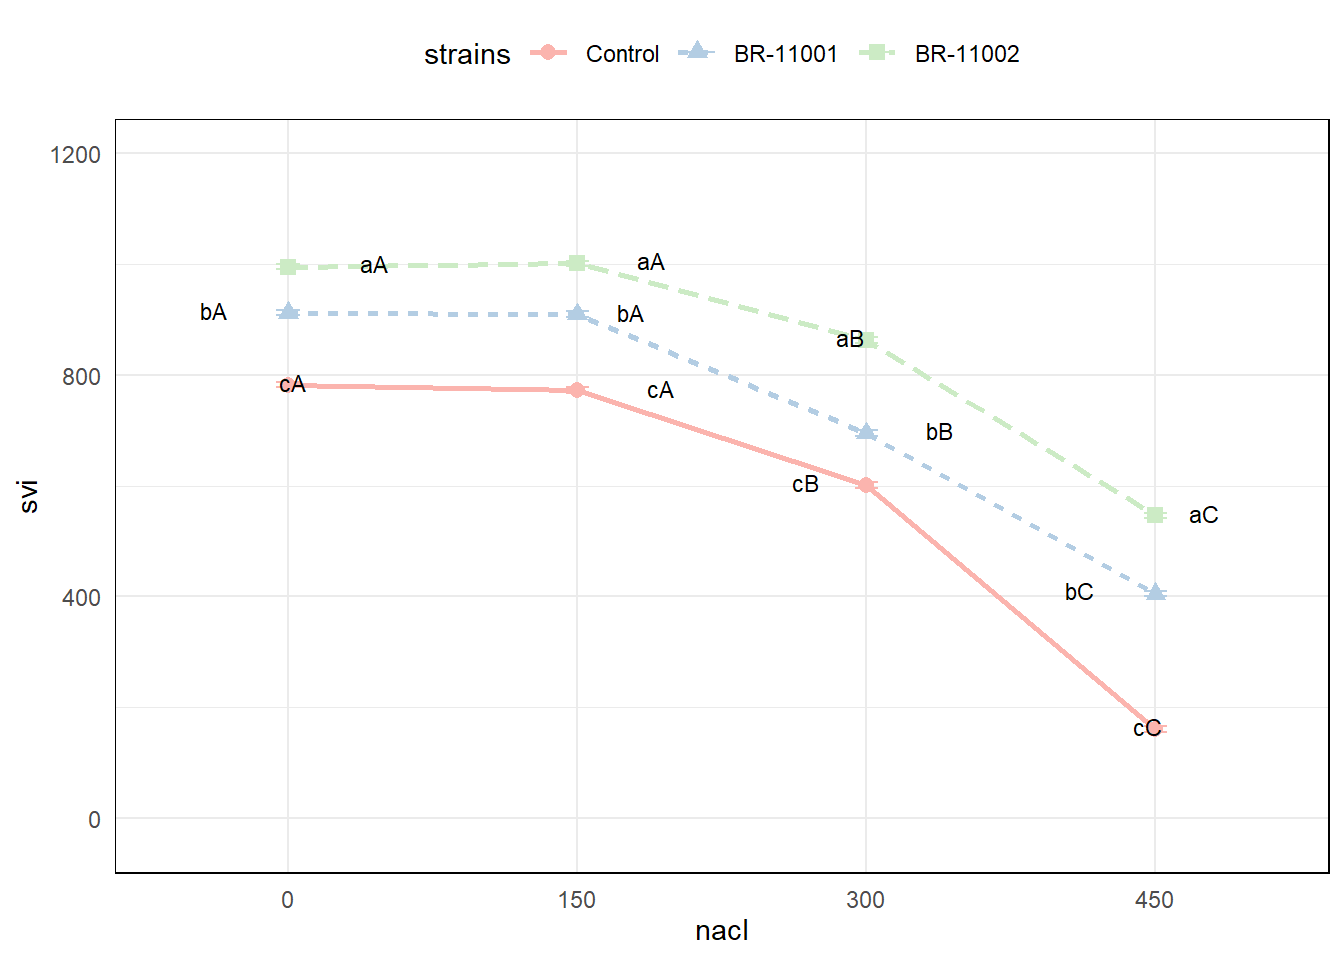 strains Control BR-11001 BR-11002
1200
aA aA
bA bA
aB
800 cA cA
bB
cB
svi
aC
400 bC
cC
0
0 150 300 450
nacl